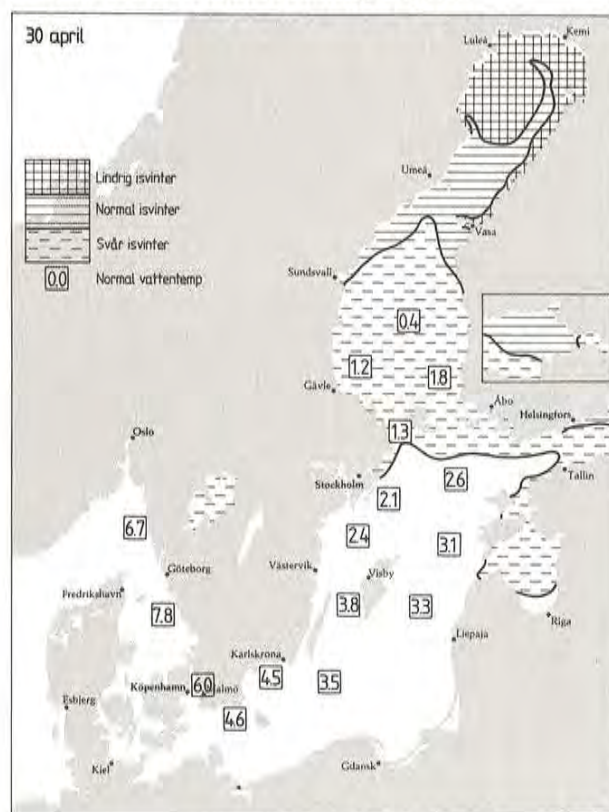 30 april
Luleå
Kemi
Lindrig isvinter
Umeå
Normal isvinter
Vasa
Svår isvinter
0.0 Normal vattentemp
Sundsvall
0.4
1.2
1.8
Gävle
Åbo
Helsingfors
1.3
Oslo
Stockholm
2.6
Tallin
2.1
6.7
2.4
3.1
Göteborg
Västervik
Visby
Fredrikshavn
3.8
3.3
7.8
Riga
Liepaja
Karlskrona
4.5
3.5
Köpenhamn
6.0
Esbjerg
4.6
Kiel
Gdansk